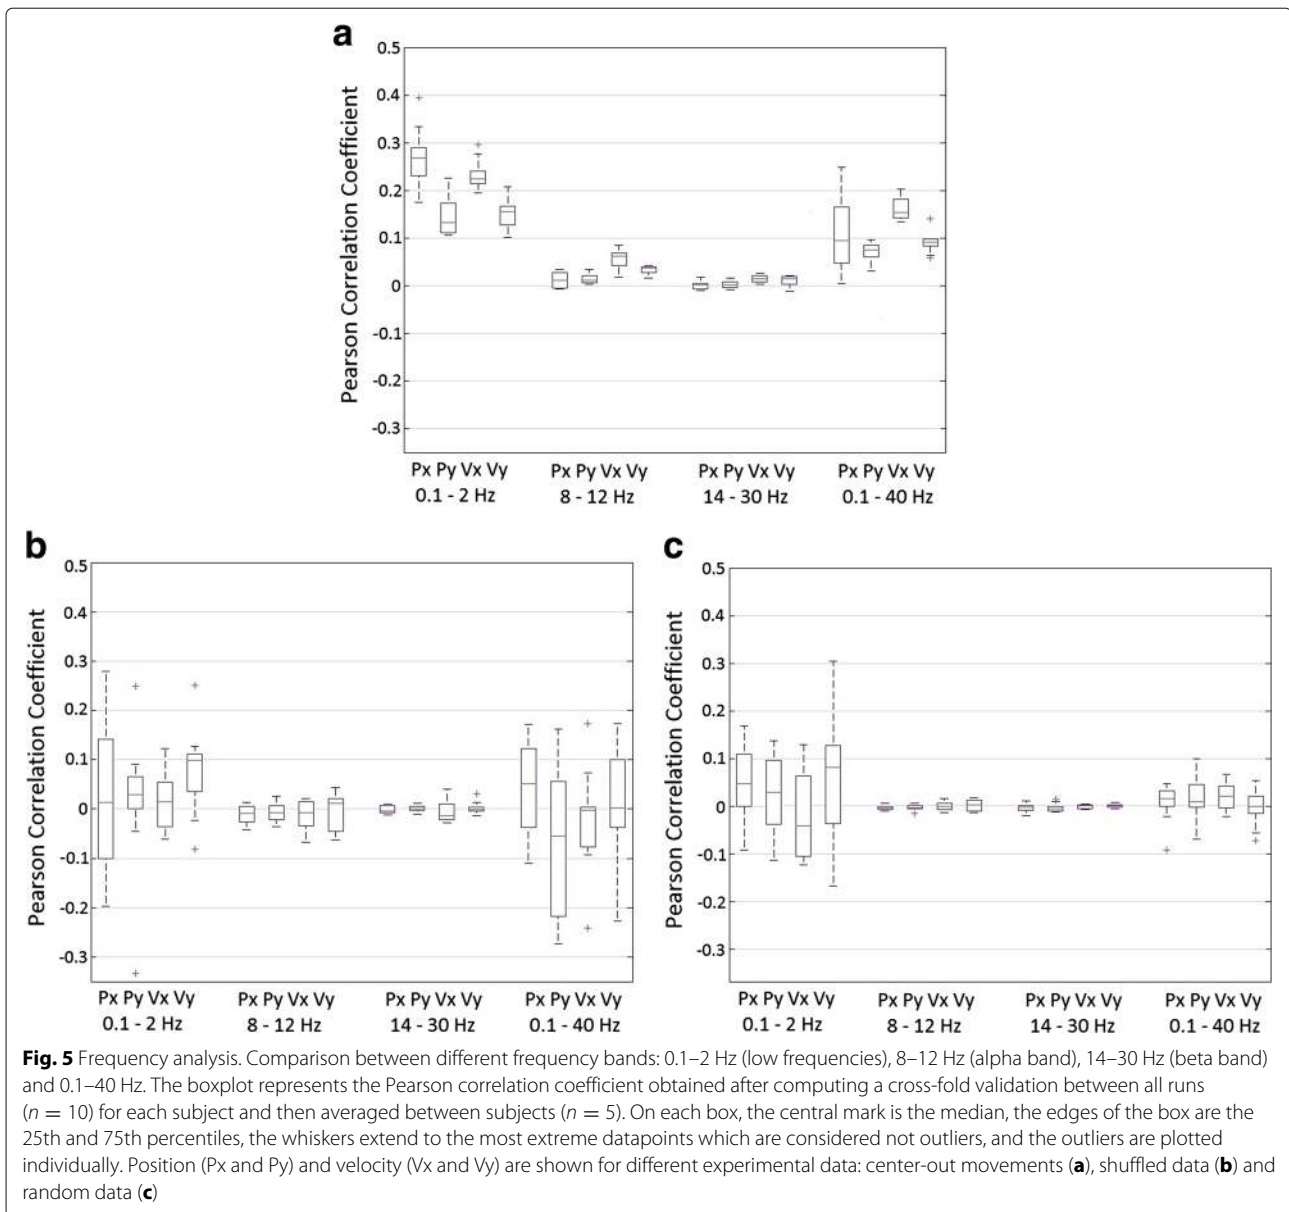 a
Pearson Correlation Coefficient
0.5
0.4
0.3
0.2
0.1
0
-0.1
-0.2
-0.3
Px Py Vx Vy Px Py Vx Vy Px Py Vx Vy Px Py Vx Vy
0.1 - 2 Hz 8 - 12 Hz 14 - 30 Hz 0.1 - 40 Hz
b
Pearson Correlation Coefficient
0.5
0.4
0.3
0.2
0.1
0
-0.1
-0.2
-0.3
Px Py Vx Vy Px Py Vx Vy Px Py Vx Vy Px Py Vx Vy
0.1 - 2 Hz 8 - 12 Hz 14 - 30 Hz 0.1 - 40 Hz
c
Pearson Correlation Coefficient
0.5
0.4
0.3
0.2
0.1
0
-0.1
-0.2
-0.3
Px Py Vx Vy Px Py Vx Vy Px Py Vx Vy Px Py Vx Vy
0.1 - 2 Hz 8–12 Hz 14 - 30 Hz 0.1 - 40 Hz
Fig. 5 Frequency analysis. Comparison between different frequency bands: 0.1–2 Hz (low frequencies), 8–12 Hz (alpha band), 14–30 Hz (beta band)
and 0.1–40 Hz. The boxplot represents the Pearson correlation coefficient obtained after computing a cross-fold validation between all runs
(n = 10) for each subject and then averaged between subjects (n = 5). On each box, the central mark is the median, the edges of the box are the
25th and 75th percentiles, the whiskers extend to the most extreme datapoints which are considered not outliers, and the outliers are plotted
individually. Position (Px and Py) and velocity (Vx and Vy) are shown for different experimental data: center-out movements (a), shuffled data (b) and
random data (c)